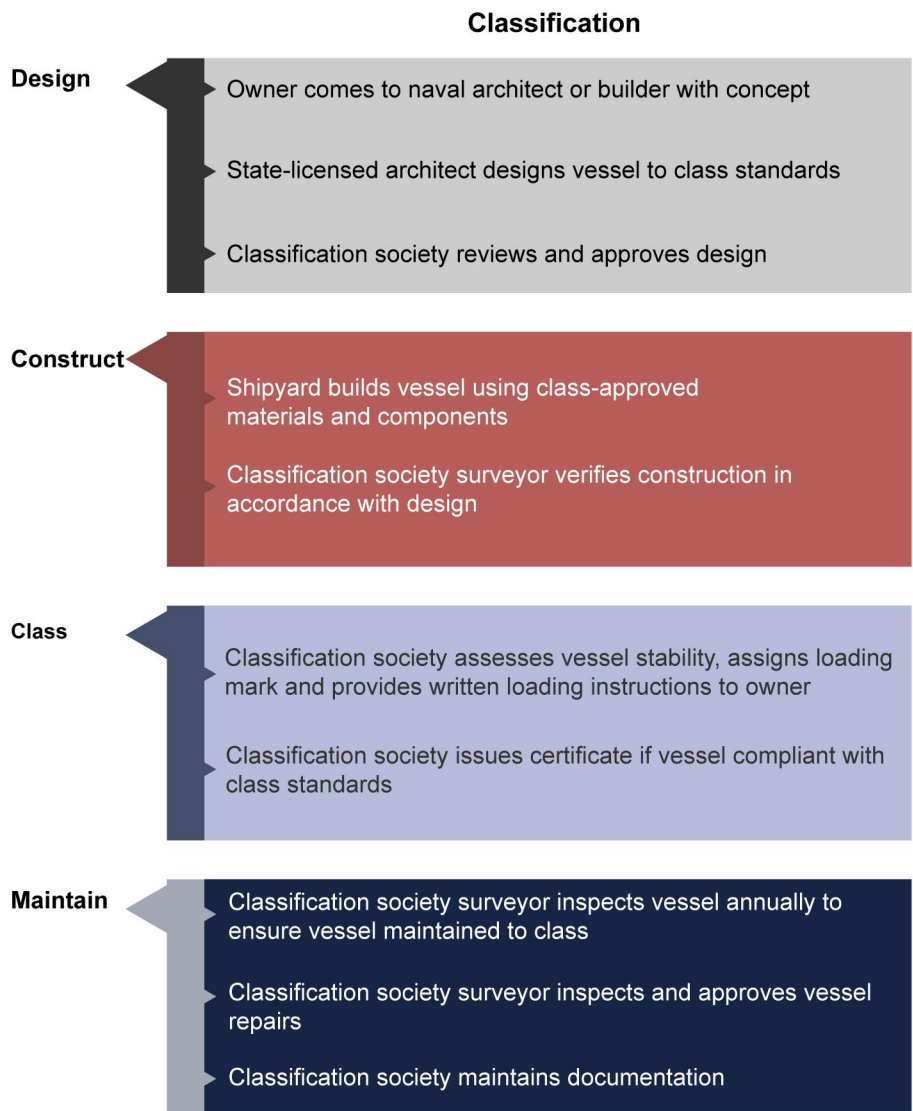 Classification
Design
Owner comes to naval architect or builder with concept
State-licensed architect designs vessel to class standards
Classification society reviews and approves design
Construct
Shipyard builds vessel using class-approved
materials and components
Classification society surveyor verifies construction in
accordance with design
Class
Classification society assesses vessel stability, assigns loading
mark and provides written loading instructions to owner
Classification society issues certificate if vessel compliant with
class standards
Maintain
Classification society surveyor inspects vessel annually to
ensure vessel maintained to class
Classification society surveyor inspects and approves vessel
repairs
Classification society maintains documentation